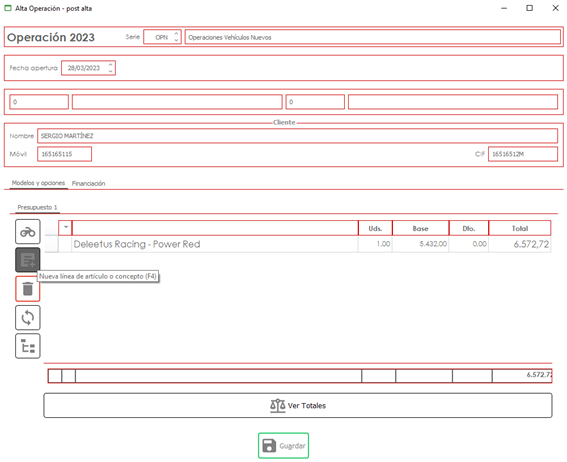 Alta Operación - post alta
Operación 2023 Serie OPN Operaciones Vehículos Nuevos
Fecha apertura 28/03/2023
0 0
Cliente
Nombre SERGIO MARTÍNEZ
Móvil 165165115 CIF 16516512M
Modelos y opciones Financiación
Presupuesto 1
Uds. Base Dto. Total
Deleetus Racing - Power Red 1,00 5.432,00 0,00 6.572,72
Nueva línea de artículo o concepto (F4)
6.572,72
Ver Totales
Guardar